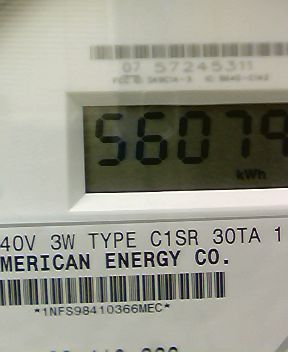 07 57245311
56079
kWh
40V 3W TYPE C1SR 30TA 1
MERICAN ENERGY CO.
*1NFS98410366MEC*